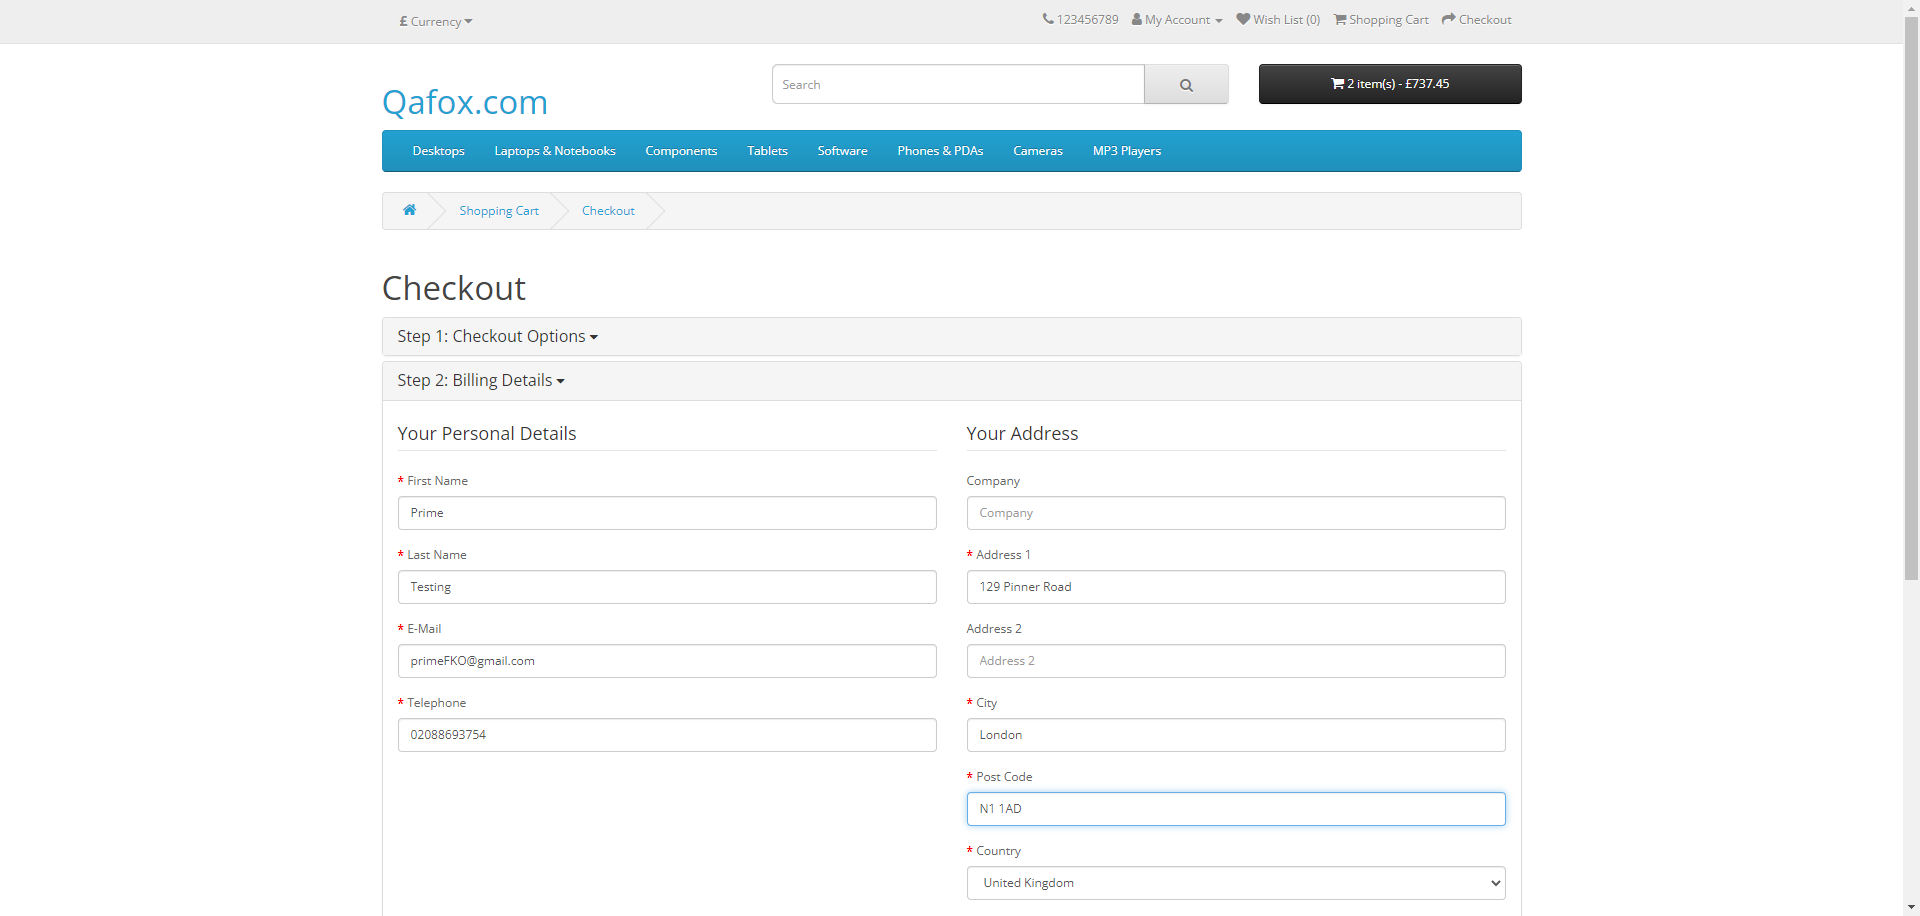 £ Currency
123456789 My Account Wish List (0) Shopping Cart Checkout
Qafox.com
Search
2 item(s) - £737.45
Desktops Laptops & Notebooks Components Tablets Software Phones & PDAs Cameras MP3 Players
Shopping Cart Checkout
Checkout
Step 1: Checkout Options
Step 2: Billing Details
Your Personal Details
* First Name
Prime
* Last Name
Testing
* E-Mail
primeFKO@gmail.com
* Telephone
02088693754
Your Address
Company
Company
* Address 1
129 Pinner Road
Address 2
Address 2
* City
London
* Post Code
N1 1AD
* Country
United Kingdom